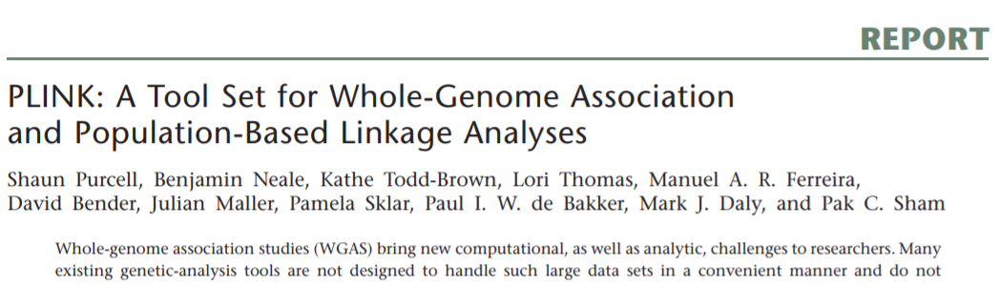 REPORT
PLINK: A Tool Set for Whole-Genome Association
and Population-Based Linkage Analyses
Shaun Purcell, Benjamin Neale, Kathe Todd-Brown, Lori Thomas, Manuel A. R. Ferreira,
David Bender, Julian Maller, Pamela Sklar, Paul I. W. de Bakker, Mark J. Daly, and Pak C. Sham
Whole-genome association studies (WGAS) bring new computational, as well as analytic, challenges to researchers. Many
existing genetic-analysis tools are not designed to handle such large data sets in a convenient manner and do not